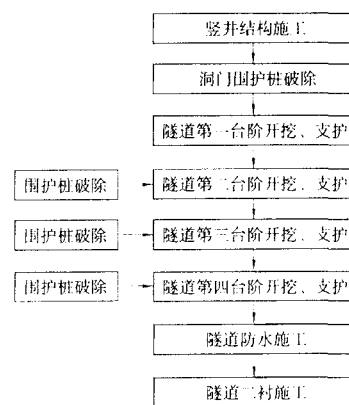 竖井结构施工
洞门围护桩破除
隧道第一台阶开挖、支护
围护桩破除
隧道第二台阶开挖、支护
围护桩破除
隧道第三台阶开挖、支护
围护桩破除
隧道第四台阶开挖、支护
隧道防水施工
隧道二衬施工